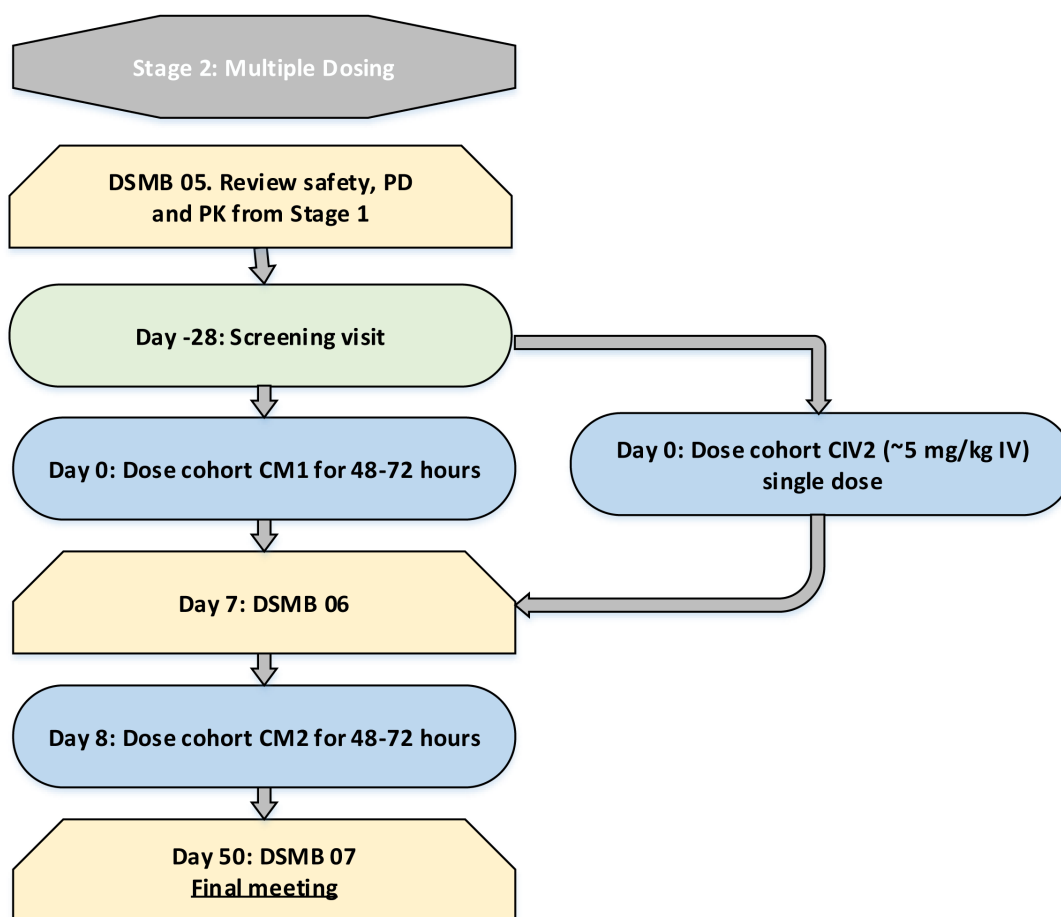 Stage 2: Multiple Dosing
DSMB 05. Review safety, PD
and PK from Stage 1
Day -28: Screening visit
Day 0: Dose cohort CM1 for 48-72 hours
Day 0: Dose cohort CIV2 (~5 mg/kg IV)
single dose
Day 7: DSMB 06
Day 8: Dose cohort CM2 for 48-72 hours
Day 50: DSMB 07
Final meeting